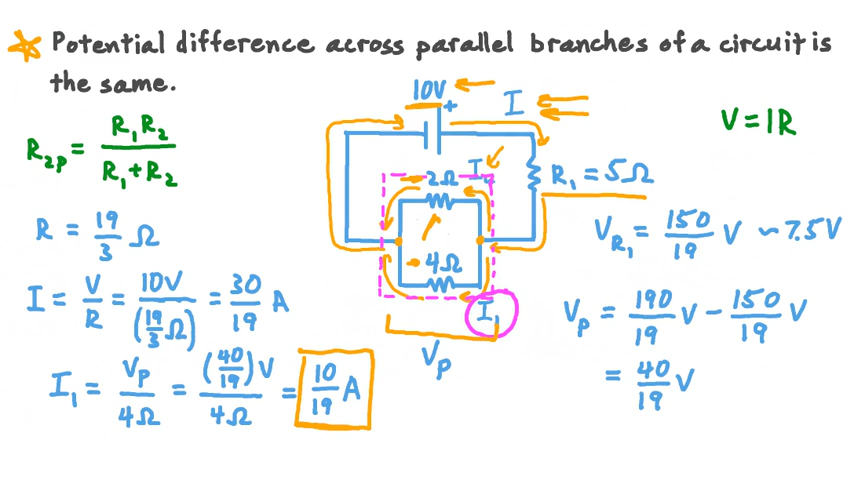 Potential difference across parallel branches of a circuit is
the same.
10V
+
I
V = IR
R2p = R1R2 / R1 + R2
I
2Ω
R1 = 5Ω
R = 19/3 Ω
VR1 = 150/19 V ~ 7.5V
4Ω
I = V/R = 10V / (19/3 Ω) = 30/19 A
I1
Vp = 190/19 V - 150/19 V
Vp
= 40/19 V
I1 = Vp / 4Ω = (40/19)V / 4Ω = 10/19 A